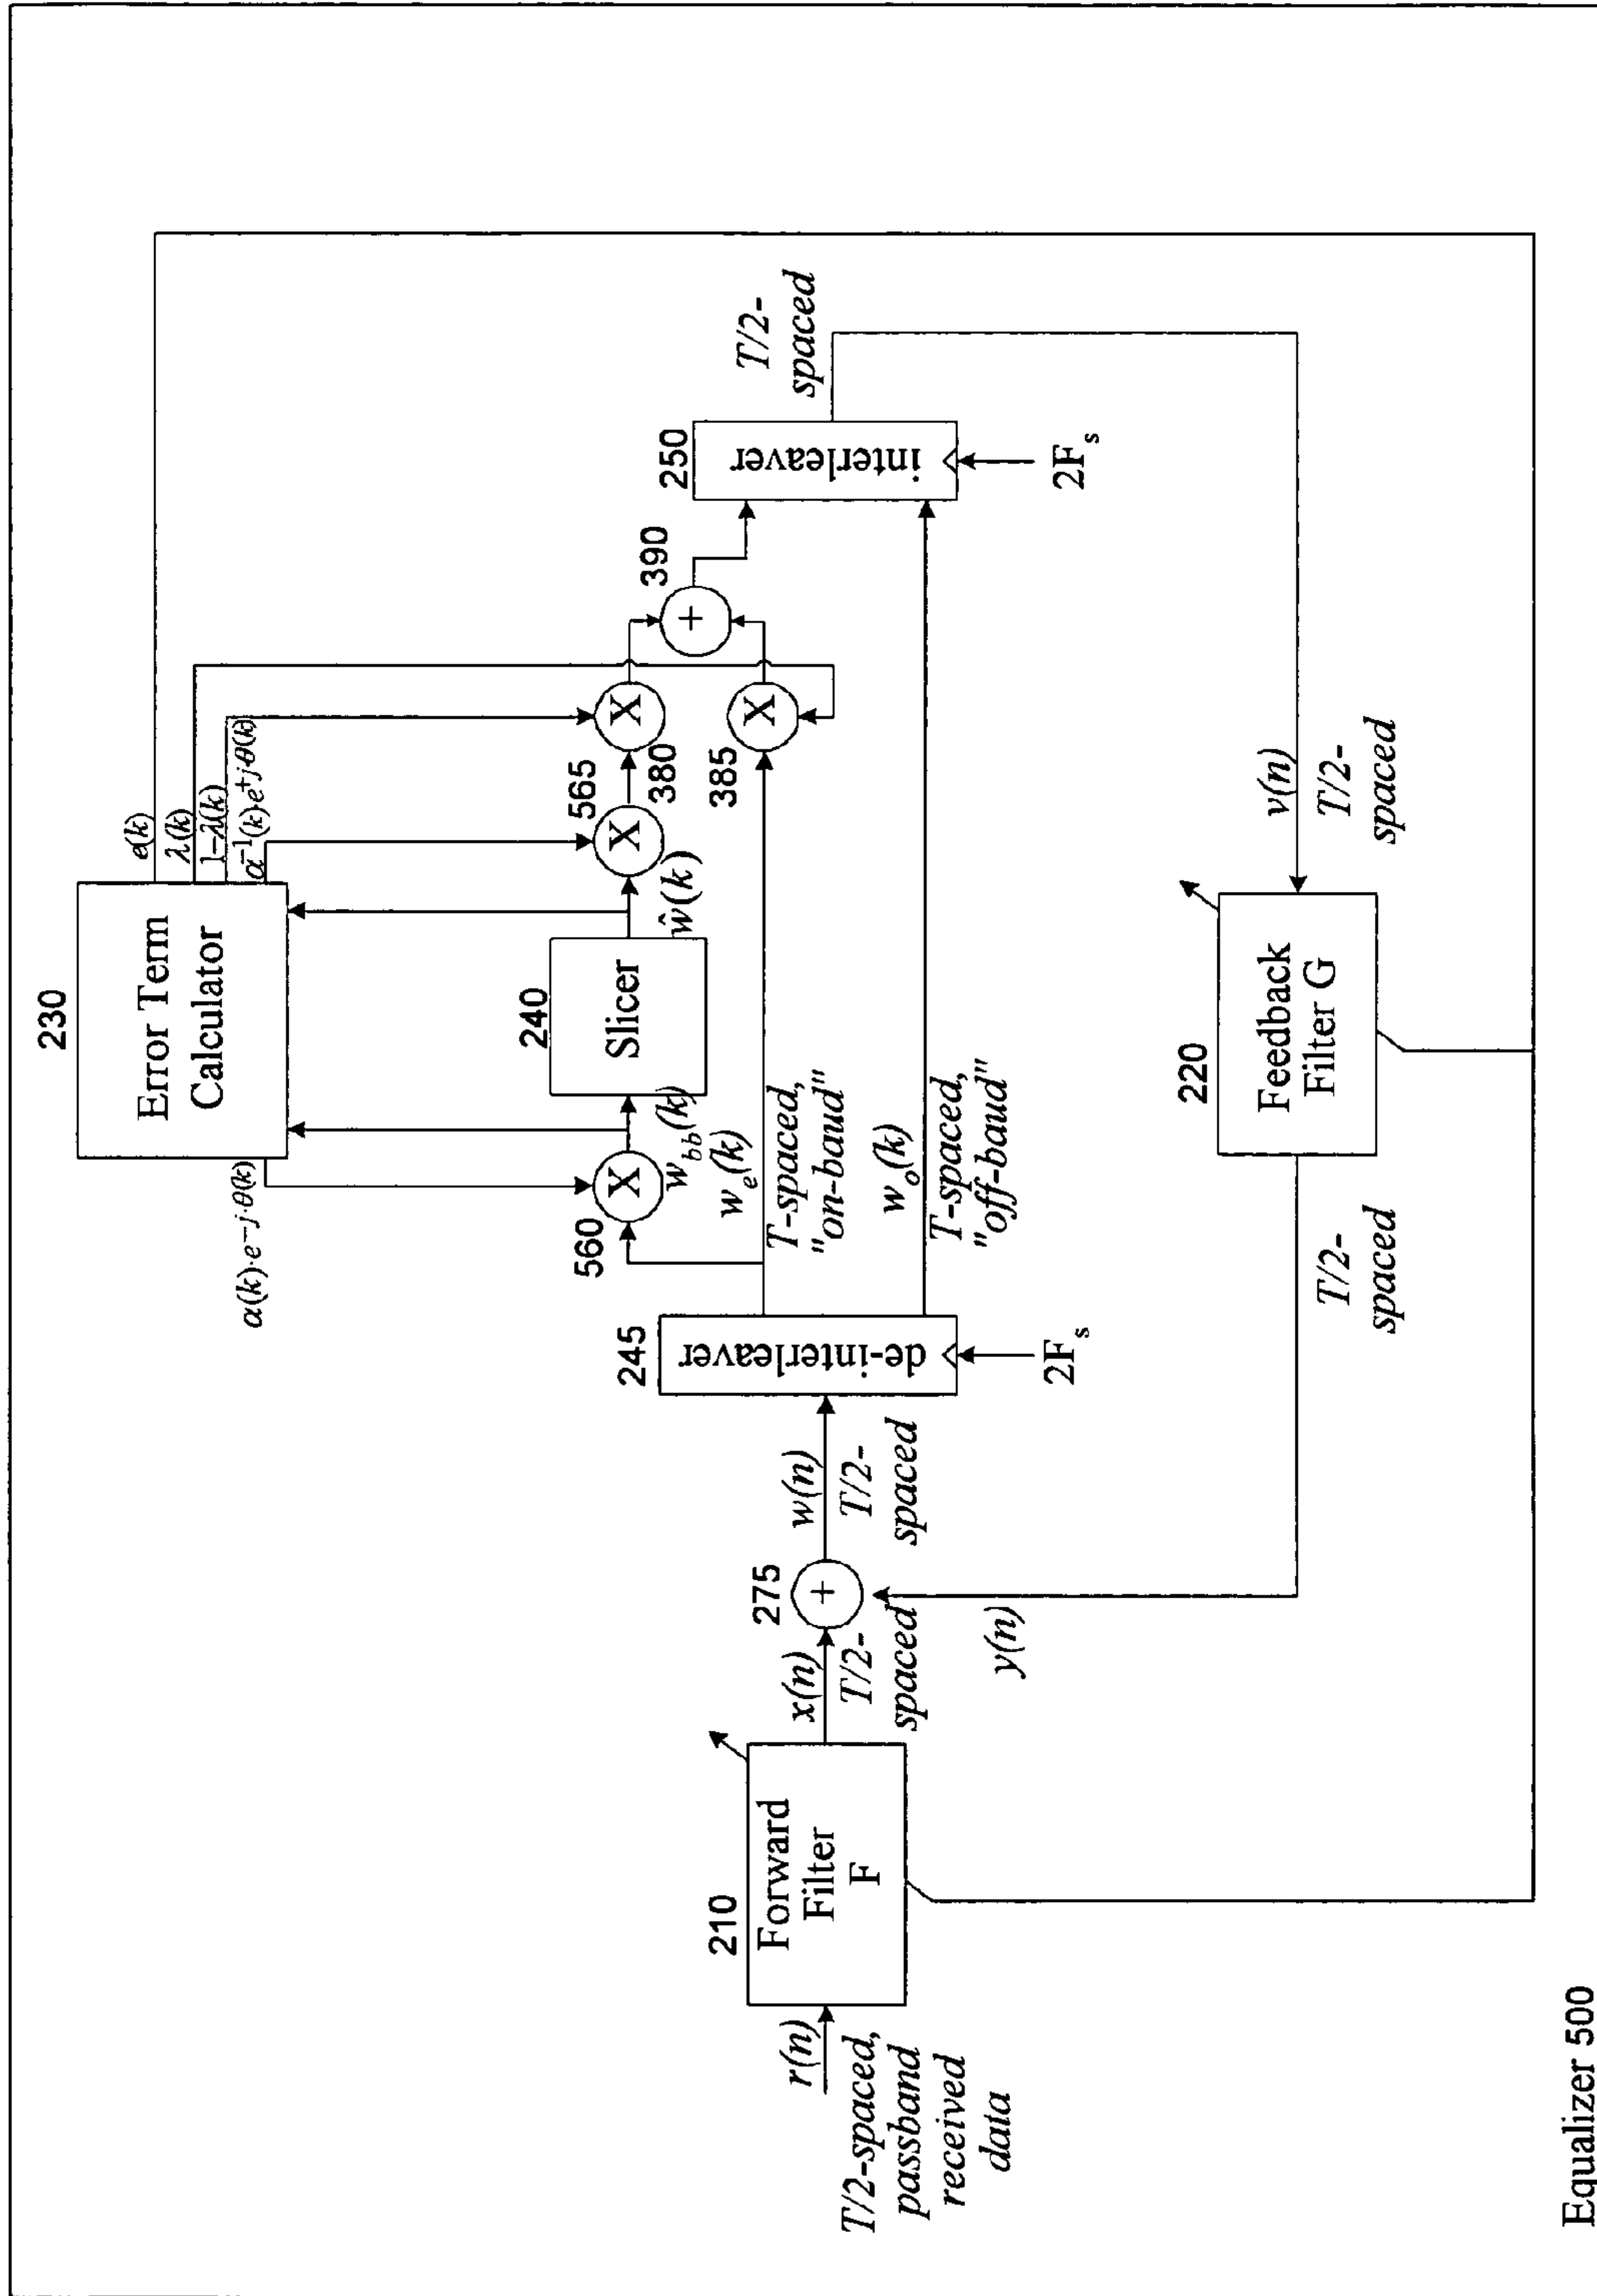 230
Error Term
Calculator
e(k)
λ(k)
1−λ(k)
α⁻¹(k)·e⁺ʲ·θ(k)
α(k)·e⁻ʲ·θ(k)
560
X
w_bb(k)
240
Slicer
ŵ(k)
565
X
380
X
385
X
390
+
250
interleaver
2F_s
T/2-
spaced
w_e(k)
T-spaced,
"on-baud"
w_o(k)
T-spaced,
"off-baud"
245
de-interleaver
2F_s
w(n)
T/2-
spaced
275
+
x(n)
T/2-
spaced
y(n)
210
Forward
Filter
F
r(n)
T/2-spaced,
passband
received
data
220
Feedback
Filter G
v(n)
T/2-
spaced
T/2-
spaced
Equalizer 500